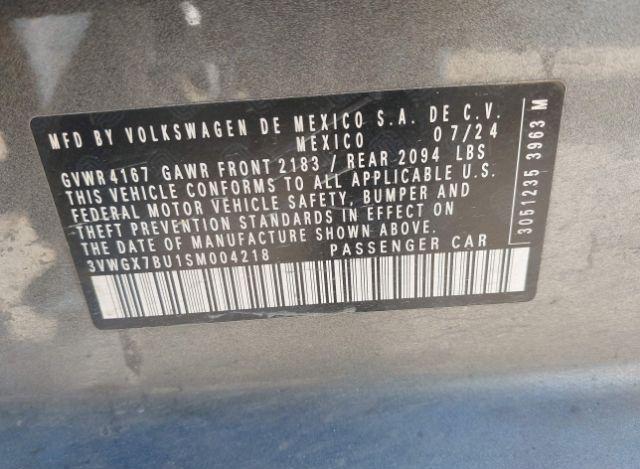 MFD BY VOLKSWAGEN DE MEXICO S.A. DE C.V.
MEXICO 07/24
GVWR 4167 GAWR FRONT 2183 / REAR 2094 LBS
THIS VEHICLE CONFORMS TO ALL APPLICABLE U.S.
FEDERAL MOTOR VEHICLE SAFETY, BUMPER AND
THEFT PREVENTION STANDARDS IN EFFECT ON
THE DATE OF MANUFACTURE SHOWN ABOVE.
3VWGX7BU1SM004218 PASSENGER CAR
3051235 3963 M